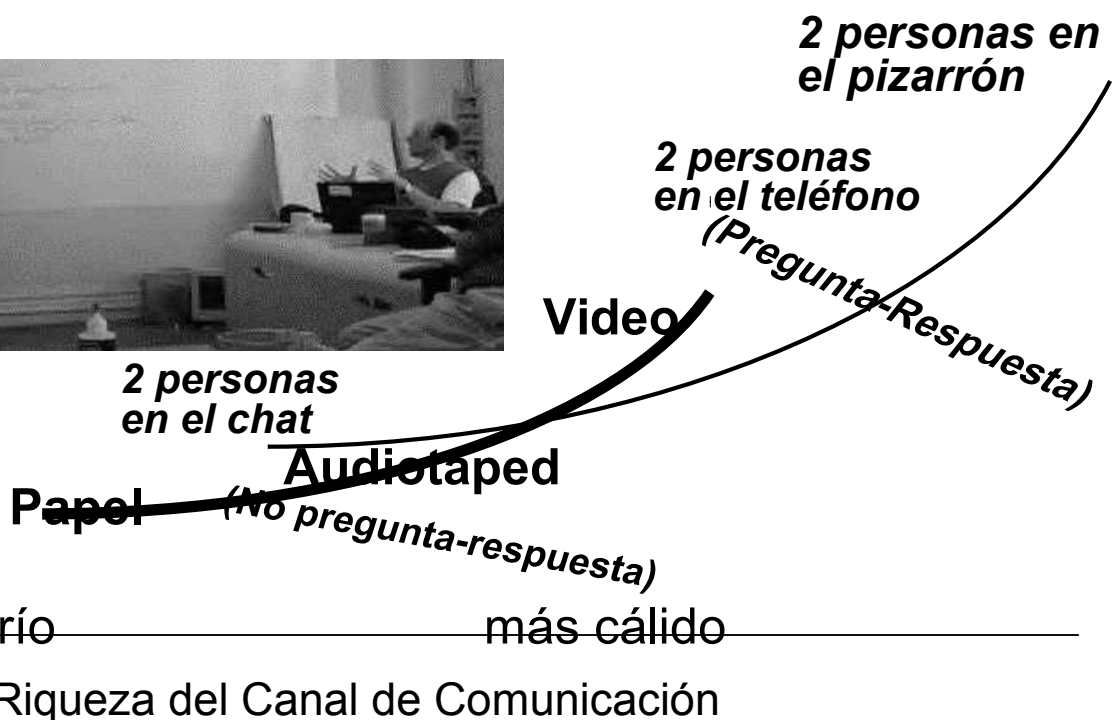 2 personas en
el pizarrón
2 personas
en el teléfono
(Pregunta-Respuesta)
Video
2 personas
en el chat
Audiotaped
Papel
(No pregunta-respuesta)
río
más cálido
Riqueza del Canal de Comunicación